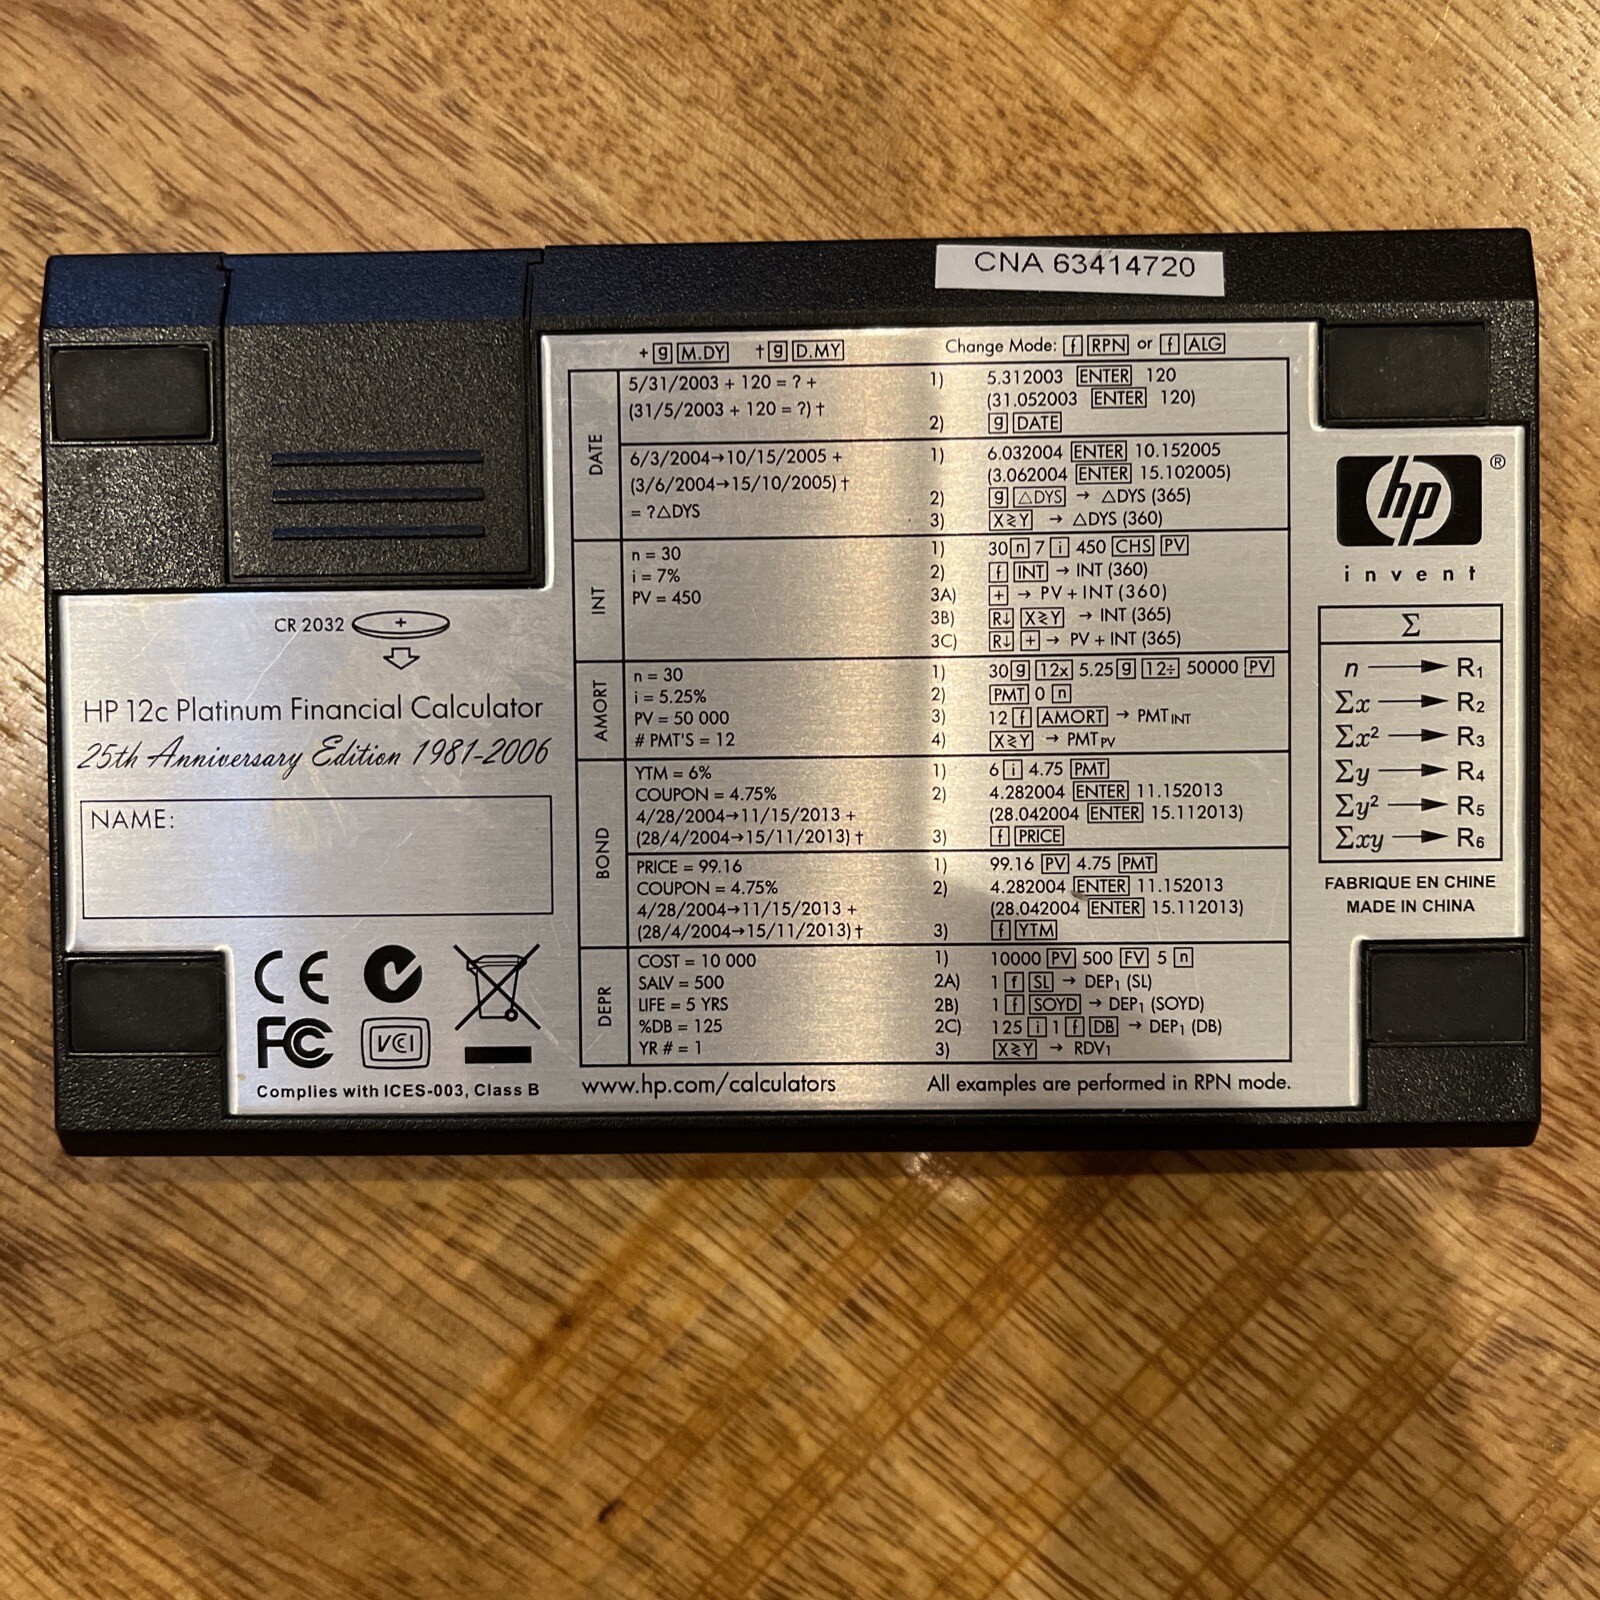 CNA 63414720
+ g M.DY † g D.MY Change Mode: f RPN or f ALG
DATE
5/31/2003 + 120 = ? + 1) 5.312003 ENTER 120
(31/5/2003 + 120 = ?) † (31.052003 ENTER 120)
2) g DATE
6/3/2004→10/15/2005 + 1) 6.032004 ENTER 10.152005
(3/6/2004→15/10/2005) † (3.062004 ENTER 15.102005)
= ?△DYS 2) g △DYS → △DYS (365)
3) X≷Y → △DYS (360)
INT
n = 30 1) 30 n 7 i 450 CHS PV
i = 7% 2) f INT → INT (360)
PV = 450 3A) + → PV + INT (360)
3B) R↓ X≷Y → INT (365)
3C) R↓ + → PV + INT (365)
AMORT
n = 30 1) 30 g 12x 5.25 g 12÷ 50000 PV
i = 5.25% 2) PMT 0 n
PV = 50 000 3) 12 f AMORT → PMT INT
# PMT'S = 12 4) X≷Y → PMT PV
BOND
YTM = 6% 1) 6 i 4.75 PMT
COUPON = 4.75% 2) 4.282004 ENTER 11.152013
4/28/2004→11/15/2013 + (28.042004 ENTER 15.112013)
(28/4/2004→15/11/2013) † 3) f PRICE
PRICE = 99.16 1) 99.16 PV 4.75 PMT
COUPON = 4.75% 2) 4.282004 ENTER 11.152013
4/28/2004→11/15/2013 + (28.042004 ENTER 15.112013)
(28/4/2004→15/11/2013) † 3) f YTM
DEPR
COST = 10 000 1) 10000 PV 500 FV 5 n
SALV = 500 2A) 1 f SL → DEP₁ (SL)
LIFE = 5 YRS 2B) 1 f SOYD → DEP₁ (SOYD)
%DB = 125 2C) 125 i 1 f DB → DEP₁ (DB)
YR # = 1 3) X≷Y → RDV₁
www.hp.com/calculators All examples are performed in RPN mode.
CR 2032 +
HP 12c Platinum Financial Calculator
25th Anniversary Edition 1981-2006
NAME:
CE
FC VCI
Complies with ICES-003, Class B
hp ®
invent
Σ
n → R₁
Σx → R₂
Σx² → R₃
Σy → R₄
Σy² → R₅
Σxy → R₆
FABRIQUE EN CHINE
MADE IN CHINA